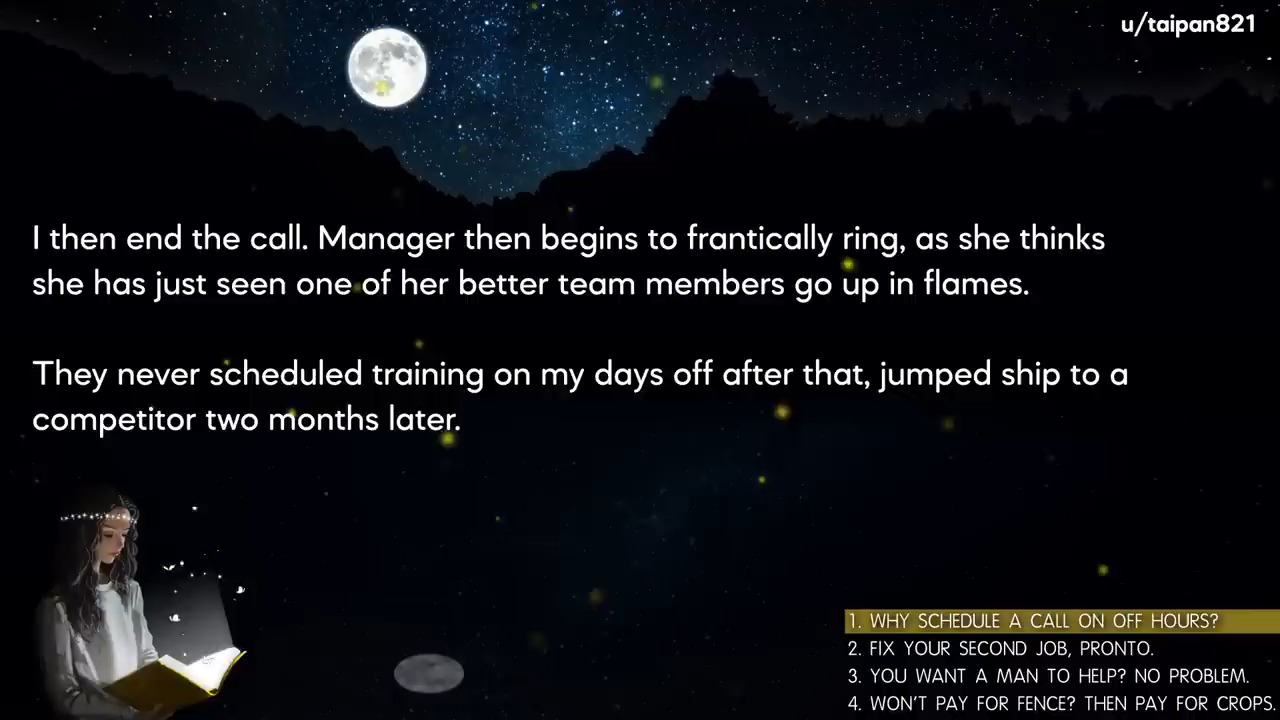 u/taipan821
I then end the call. Manager then begins to frantically ring, as she thinks
she has just seen one of her better team members go up in flames.
They never scheduled training on my days off after that, jumped ship to a
competitor two months later.
1. WHY SCHEDULE A CALL ON OFF HOURS?
2. FIX YOUR SECOND JOB, PRONTO.
3. YOU WANT A MAN TO HELP? NO PROBLEM.
4. WON'T PAY FOR FENCE? THEN PAY FOR CROPS.